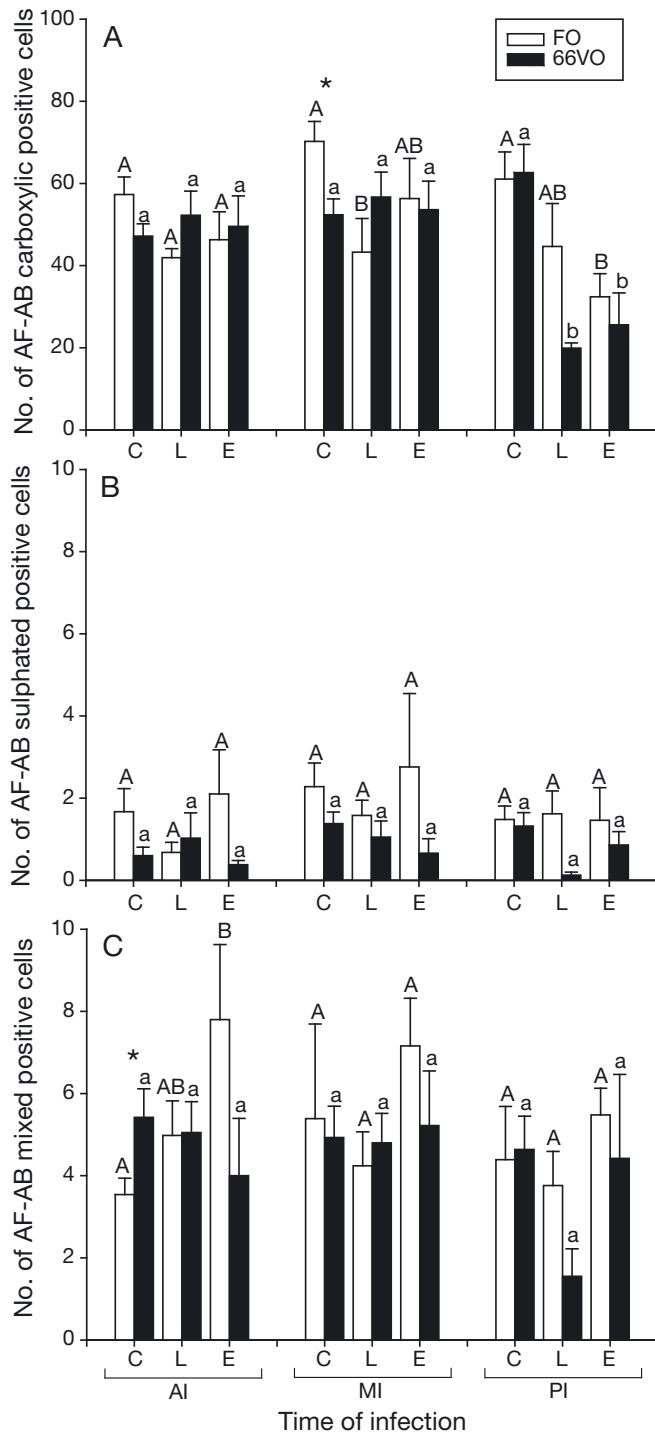 No. of AF-AB carboxylic positive cells
A
FO
66VO
100
80
60
40
20
0
*
A a A a A a
A a B a AB a
A a AB b B b
C L E C L E C L E
No. of AF-AB sulphated positive cells
B
10
8
6
4
2
0
A a A a A a
A a A a A a
A a A a A a
C L E C L E C L E
No. of AF-AB mixed positive cells
C
10
8
6
4
2
0
*
A a AB a B a
A a A a A a
A a A a A a
C L E C L E C L E
AI MI PI
Time of infection